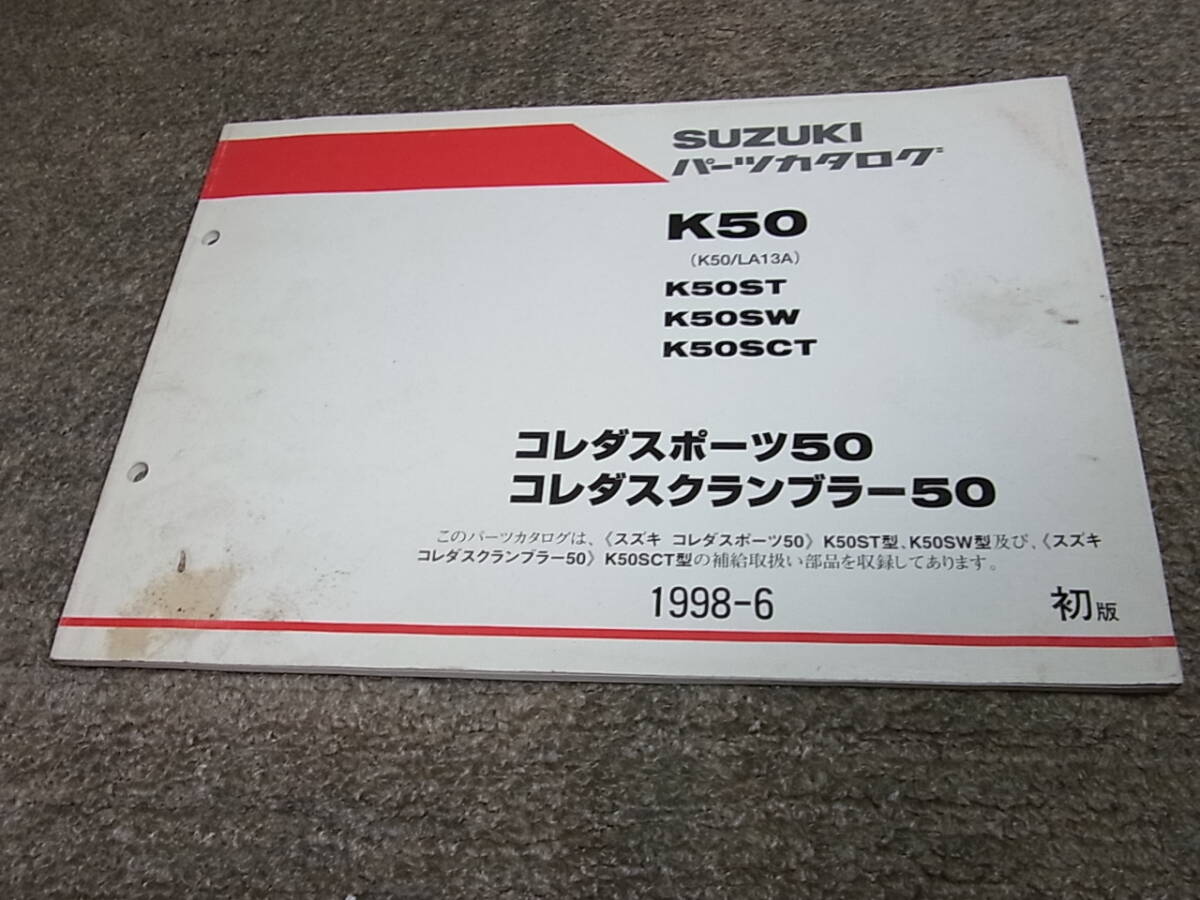 SUZUKI
パーツカタログ
K50
(K50/LA13A)
K50ST
K50SW
K50SCT
コレダスポーツ50
コレダスクランブラー50
このパーツカタログは、《スズキ コレダスポーツ50》K50ST型、K50SW型及び、《スズキ
コレダスクランブラー50》K50SCT型の補給取扱い部品を収録してあります。
1998-6 初版